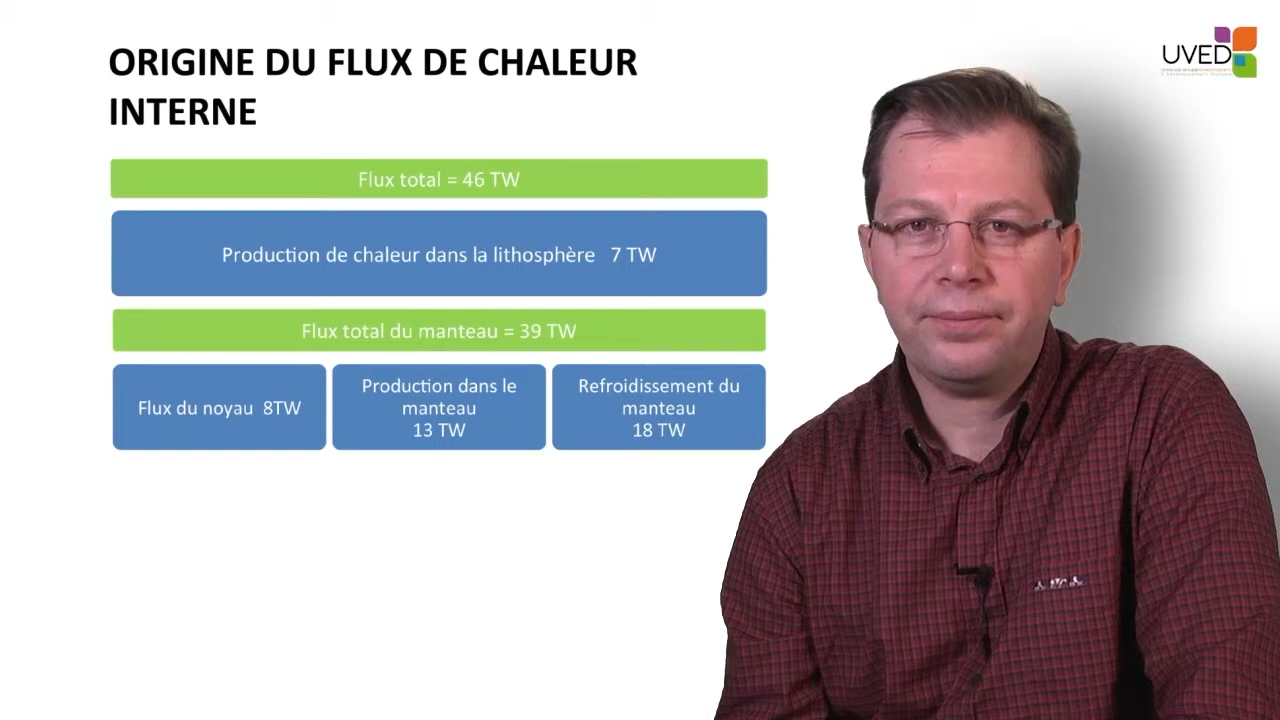 ORIGINE DU FLUX DE CHALEUR
INTERNE
UVED
Flux total = 46 TW
Production de chaleur dans la lithosphère 7 TW
Flux total du manteau = 39 TW
Flux du noyau 8TW
Production dans le
manteau
13 TW
Refroidissement du
manteau
18 TW